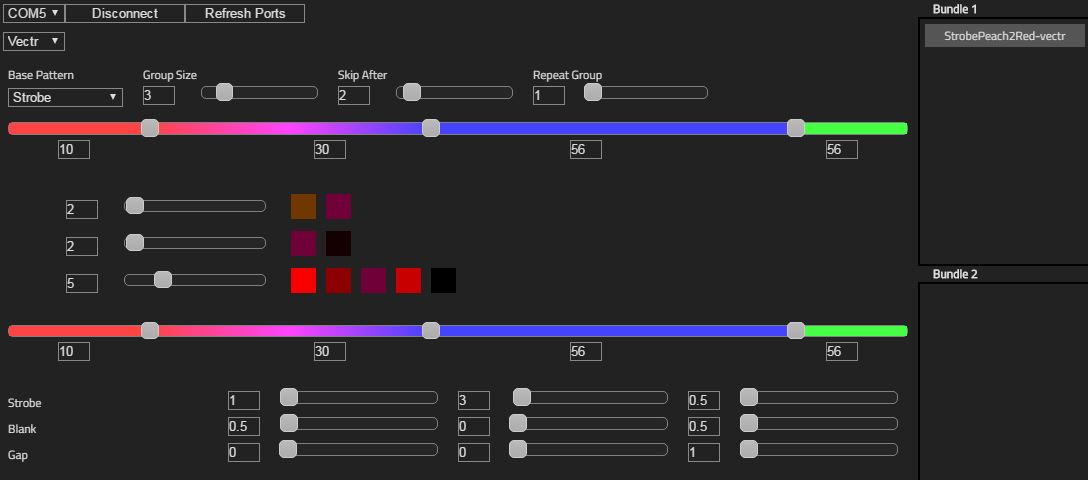 COM5 Disconnect Refresh Ports
Vectr
Base Pattern Group Size Skip After Repeat Group
Strobe 3 2 1
10 30 56 56
2
2
5
10 30 56 56
Strobe 1 3 0.5
Blank 0.5 0 0.5
Gap 0 0 1
Bundle 1
StrobePeach2Red-vectr
Bundle 2